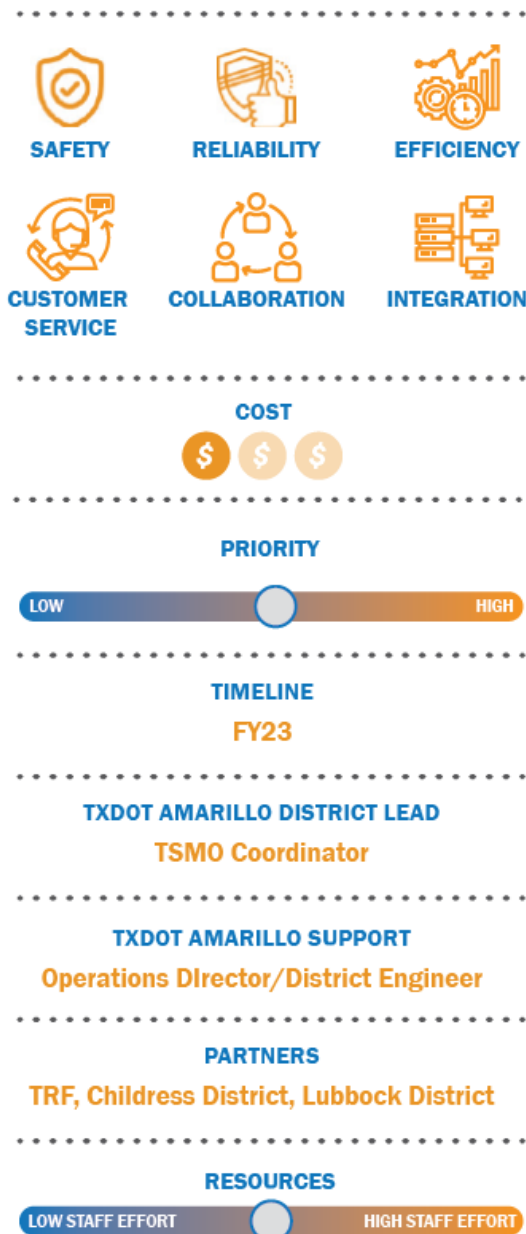 SAFETY
RELIABILITY
EFFICIENCY
CUSTOMER
SERVICE
COLLABORATION
INTEGRATION
COST
$ $ $
PRIORITY
LOW
HIGH
TIMELINE
FY23
TXDOT AMARILLO DISTRICT LEAD
TSMO Coordinator
TXDOT AMARILLO SUPPORT
Operations DIrector/District Engineer
PARTNERS
TRF, Childress District, Lubbock District
RESOURCES
LOW STAFF EFFORT
HIGH STAFF EFFORT